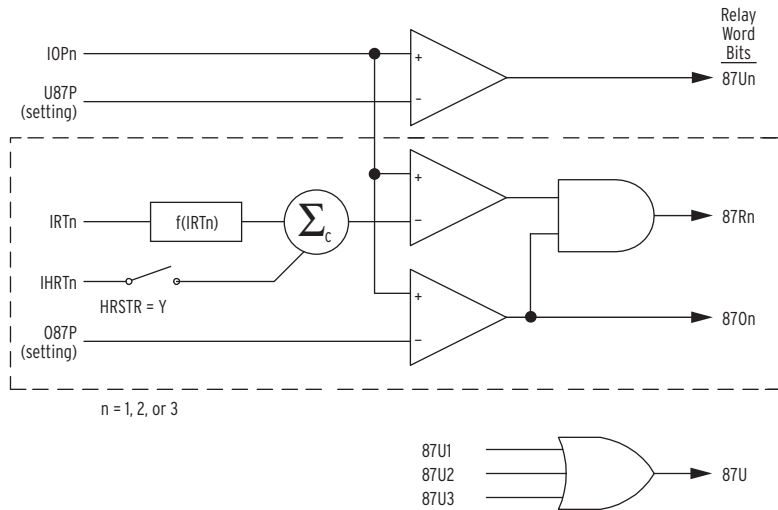 Relay
Word
Bits
IOPn
+
87Un
U87P
(setting)
-
+
IRTn
f(IRTn)
Σc
-
87Rn
IHRTn
HRSTR = Y
+
87On
O87P
(setting)
-
n = 1, 2, or 3
87U1
87U2
87U
87U3